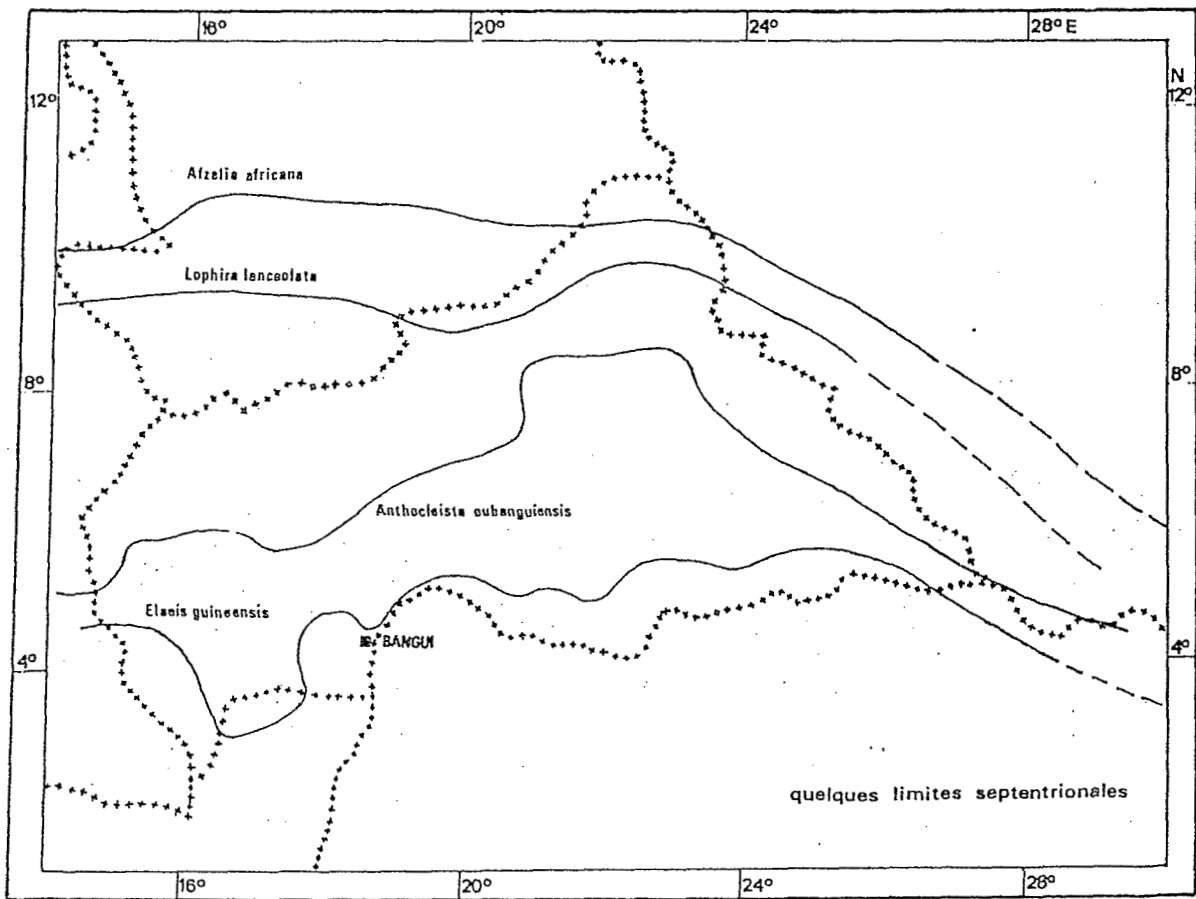 16° 20° 24° 28° E
N
12° 12°
Afzelia africana
Lophira lanceolata
8° 8°
Anthocleista oubanguiensis
Elaeis guineensis
BANGUI
4° 4°
quelques limites septentrionales
16° 20° 24° 28°